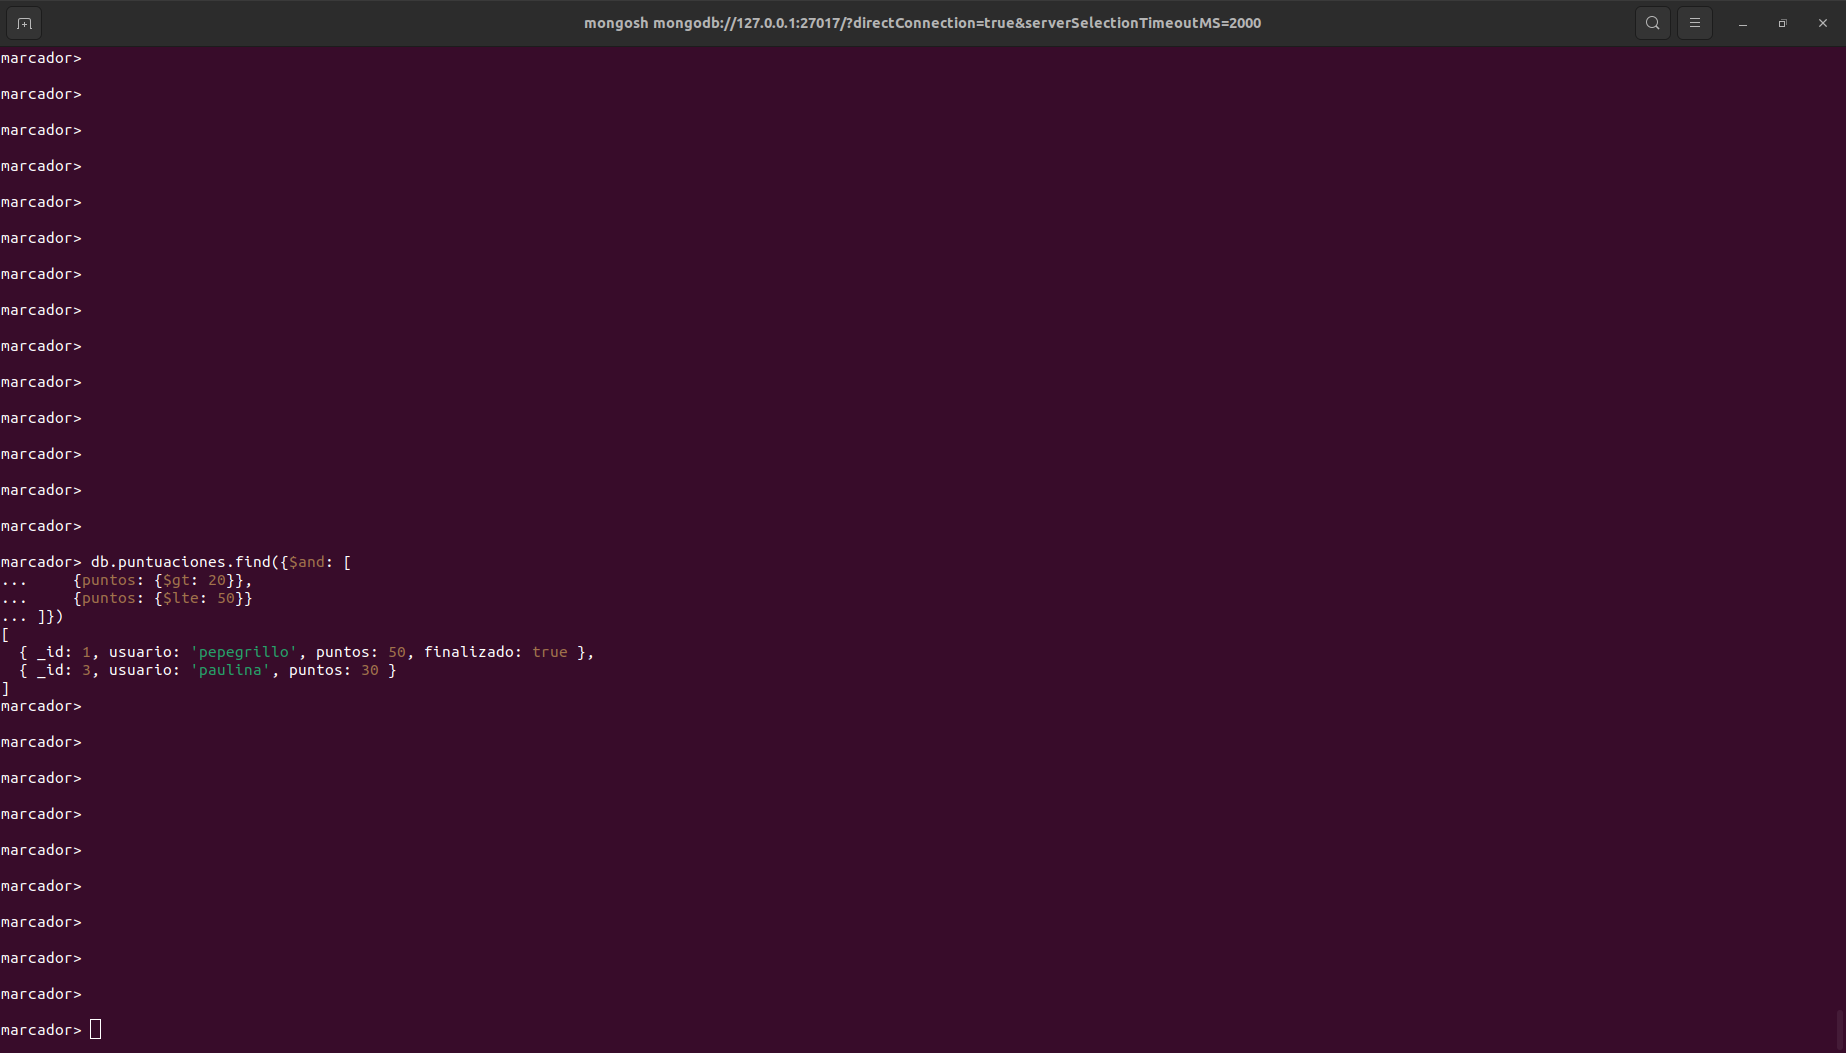 mongosh mongodb://127.0.0.1:27017/?directConnection=true&serverSelectionTimeoutMS=2000
marcador>
marcador>
marcador>
marcador>
marcador>
marcador>
marcador>
marcador>
marcador>
marcador>
marcador>
marcador>
marcador>
marcador>
marcador> db.puntuaciones.find({$and: [
...     {puntos: {$gt: 20}},
...     {puntos: {$lte: 50}}
... ]})
[
  { _id: 1, usuario: 'pepegrillo', puntos: 50, finalizado: true },
  { _id: 3, usuario: 'paulina', puntos: 30 }
]
marcador>
marcador>
marcador>
marcador>
marcador>
marcador>
marcador>
marcador>
marcador>
marcador>